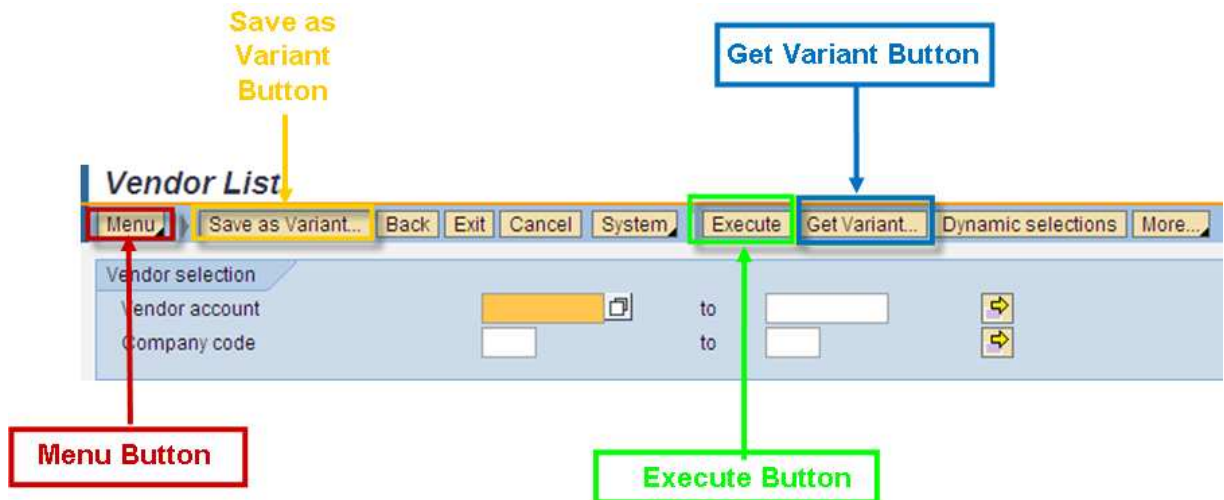 Save as
Variant
Button
Get Variant Button
Vendor List
Menu Save as Variant... Back Exit Cancel System Execute Get Variant... Dynamic selections More...
Vendor selection
Vendor account to
Company code to
Menu Button
Execute Button